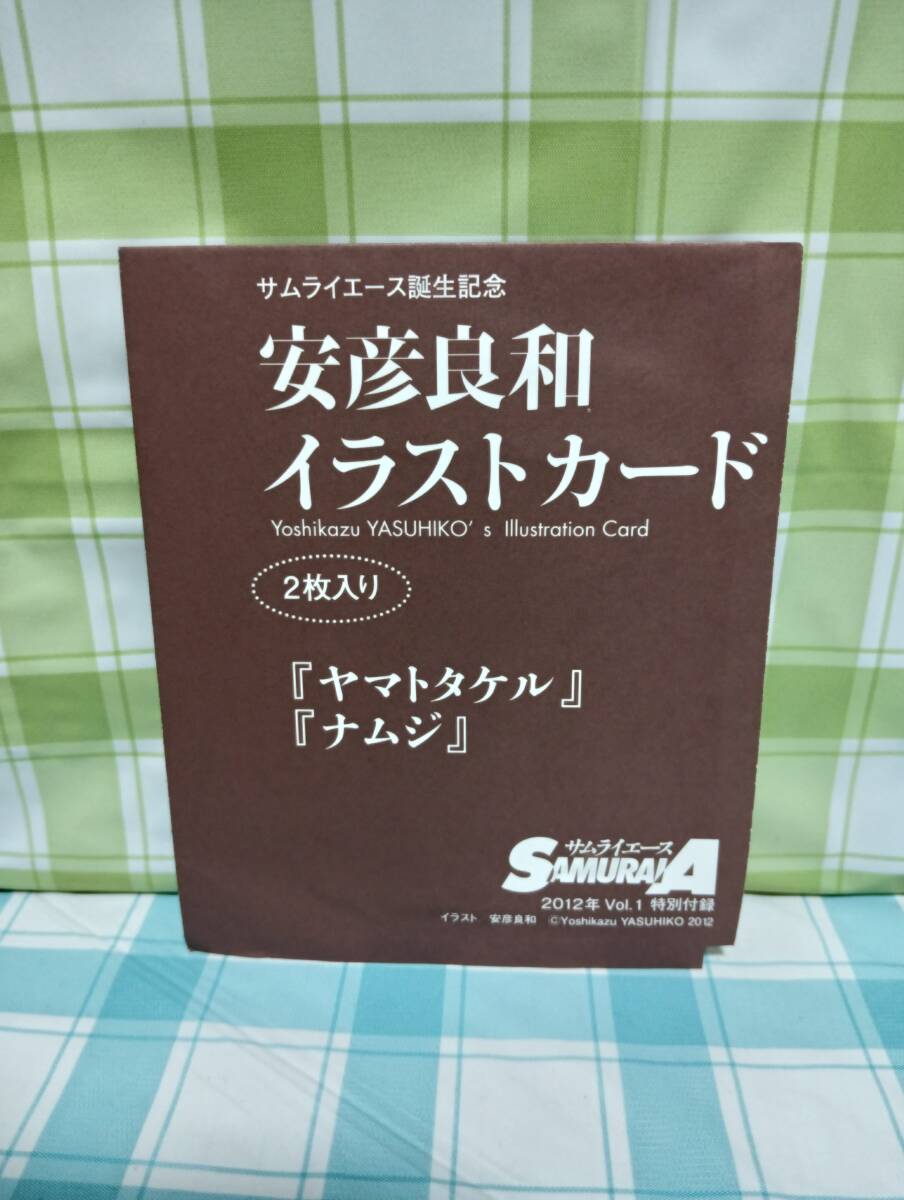 サムライエース誕生記念
安彦良和
イラストカード
Yoshikazu YASUHIKO' s Illustration Card
2枚入り
『ヤマトタケル』
『ナムジ』
サムライエース
SAMURAI A
2012年 Vol.1 特別付録
イラスト 安彦良和 ©Yoshikazu YASUHIKO 2012